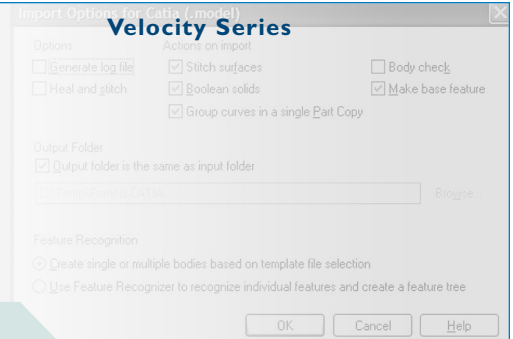 Import Options for Catia (.model)
Velocity Series
Options Actions on import
Generate log file Stitch surfaces Body check
Heal and stitch Boolean solids Make base feature
Group curves in a single Part Copy
Output Folder
Output folder is the same as input folder
Browse...
Feature Recognition
Create single or multiple bodies based on template file selection
Use Feature Recognizer to recognize individual features and create a feature tree
OK Cancel Help